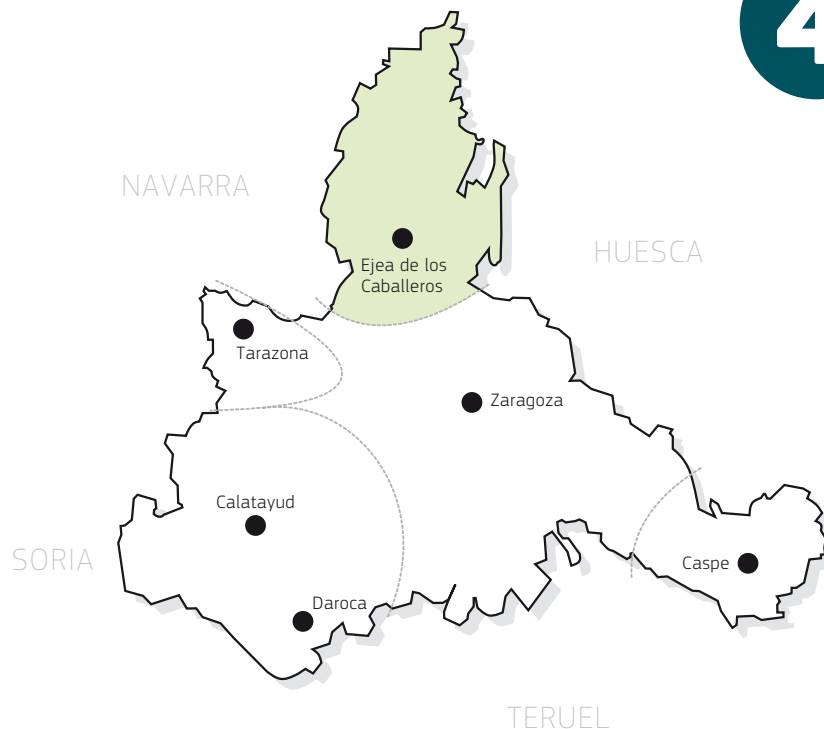 4
NAVARRA
HUESCA
Ejea de los
Caballeros
Tarazona
Zaragoza
Calatayud
SORIA
Caspe
Daroca
TERUEL